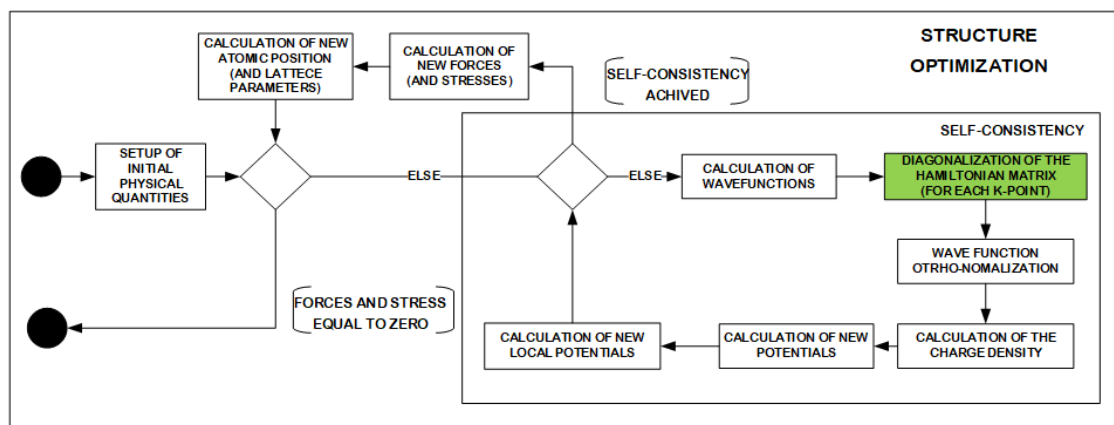 STRUCTURE
OPTIMIZATION
CALCULATION OF NEW
ATOMIC POSITION
(AND LATTECE
PARAMETERS)
CALCULATION OF
NEW FORCES
(AND STRESSES)
SELF-CONSISTENCY
ACHIVED
SELF-CONSISTENCY
SETUP OF
INITIAL
PHYSICAL
QUANTITIES
ELSE
ELSE
CALCULATION OF
WAVEFUNCTIONS
DIAGONALIZATION OF THE
HAMILTONIAN MATRIX
(FOR EACH K-POINT)
WAVE FUNCTION
OTRHO-NOMALIZATION
FORCES AND STRESS
EQUAL TO ZERO
CALCULATION OF NEW
LOCAL POTENTIALS
CALCULATION OF NEW
POTENTIALS
CALCULATION OF THE
CHARGE DENSITY